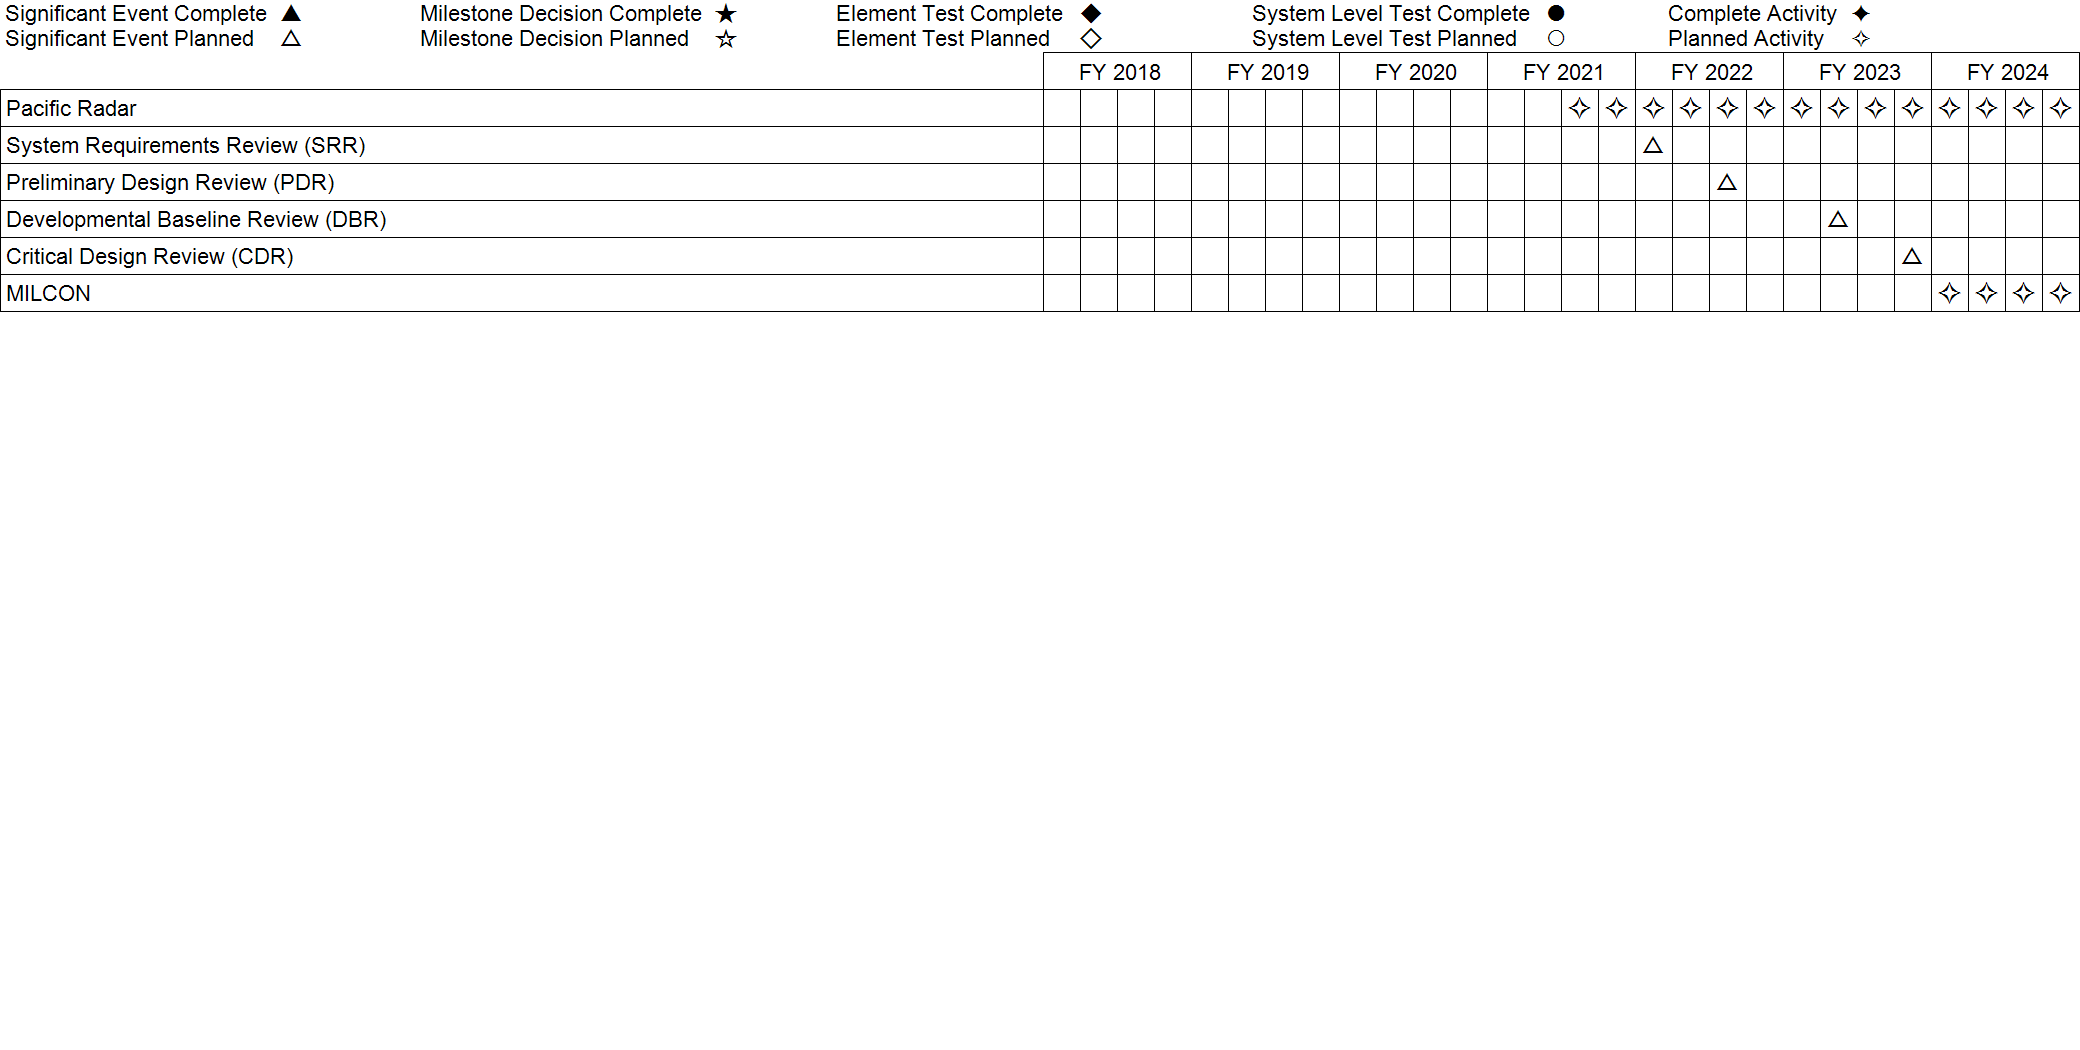 Significant Event Complete ▲ Milestone Decision Complete ★ Element Test Complete ◆ System Level Test Complete ● Complete Activity ✦
Significant Event Planned △ Milestone Decision Planned ☆ Element Test Planned ◇ System Level Test Planned ○ Planned Activity ✧
FY 2018 FY 2019 FY 2020 FY 2021 FY 2022 FY 2023 FY 2024
Pacific Radar ✧ ✧ ✧ ✧ ✧ ✧ ✧ ✧ ✧ ✧ ✧ ✧ ✧ ✧
System Requirements Review (SRR) △
Preliminary Design Review (PDR) △
Developmental Baseline Review (DBR) △
Critical Design Review (CDR) △
MILCON ✧ ✧ ✧ ✧